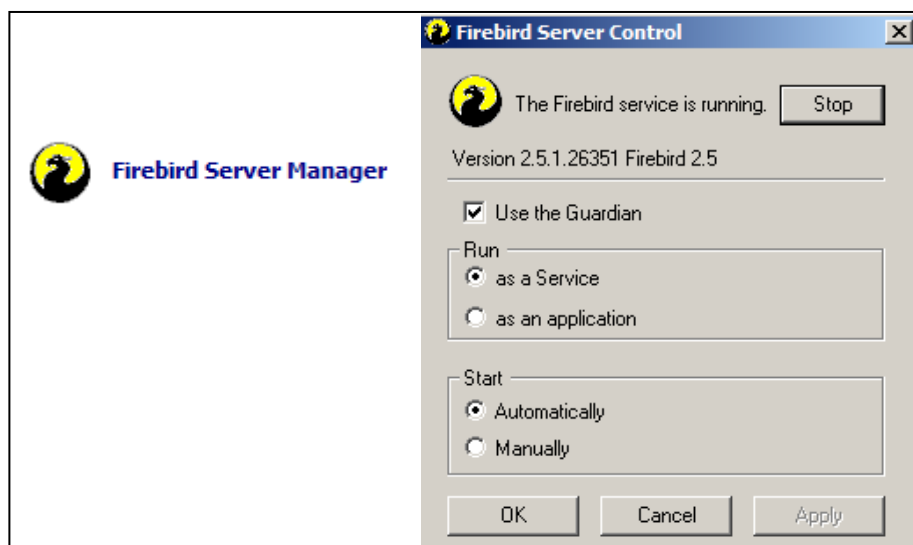 Firebird Server Manager
Firebird Server Control
The Firebird service is running. Stop
Version 2.5.1.26351 Firebird 2.5
Use the Guardian
Run
as a Service
as an application
Start
Automatically
Manually
OK Cancel Apply